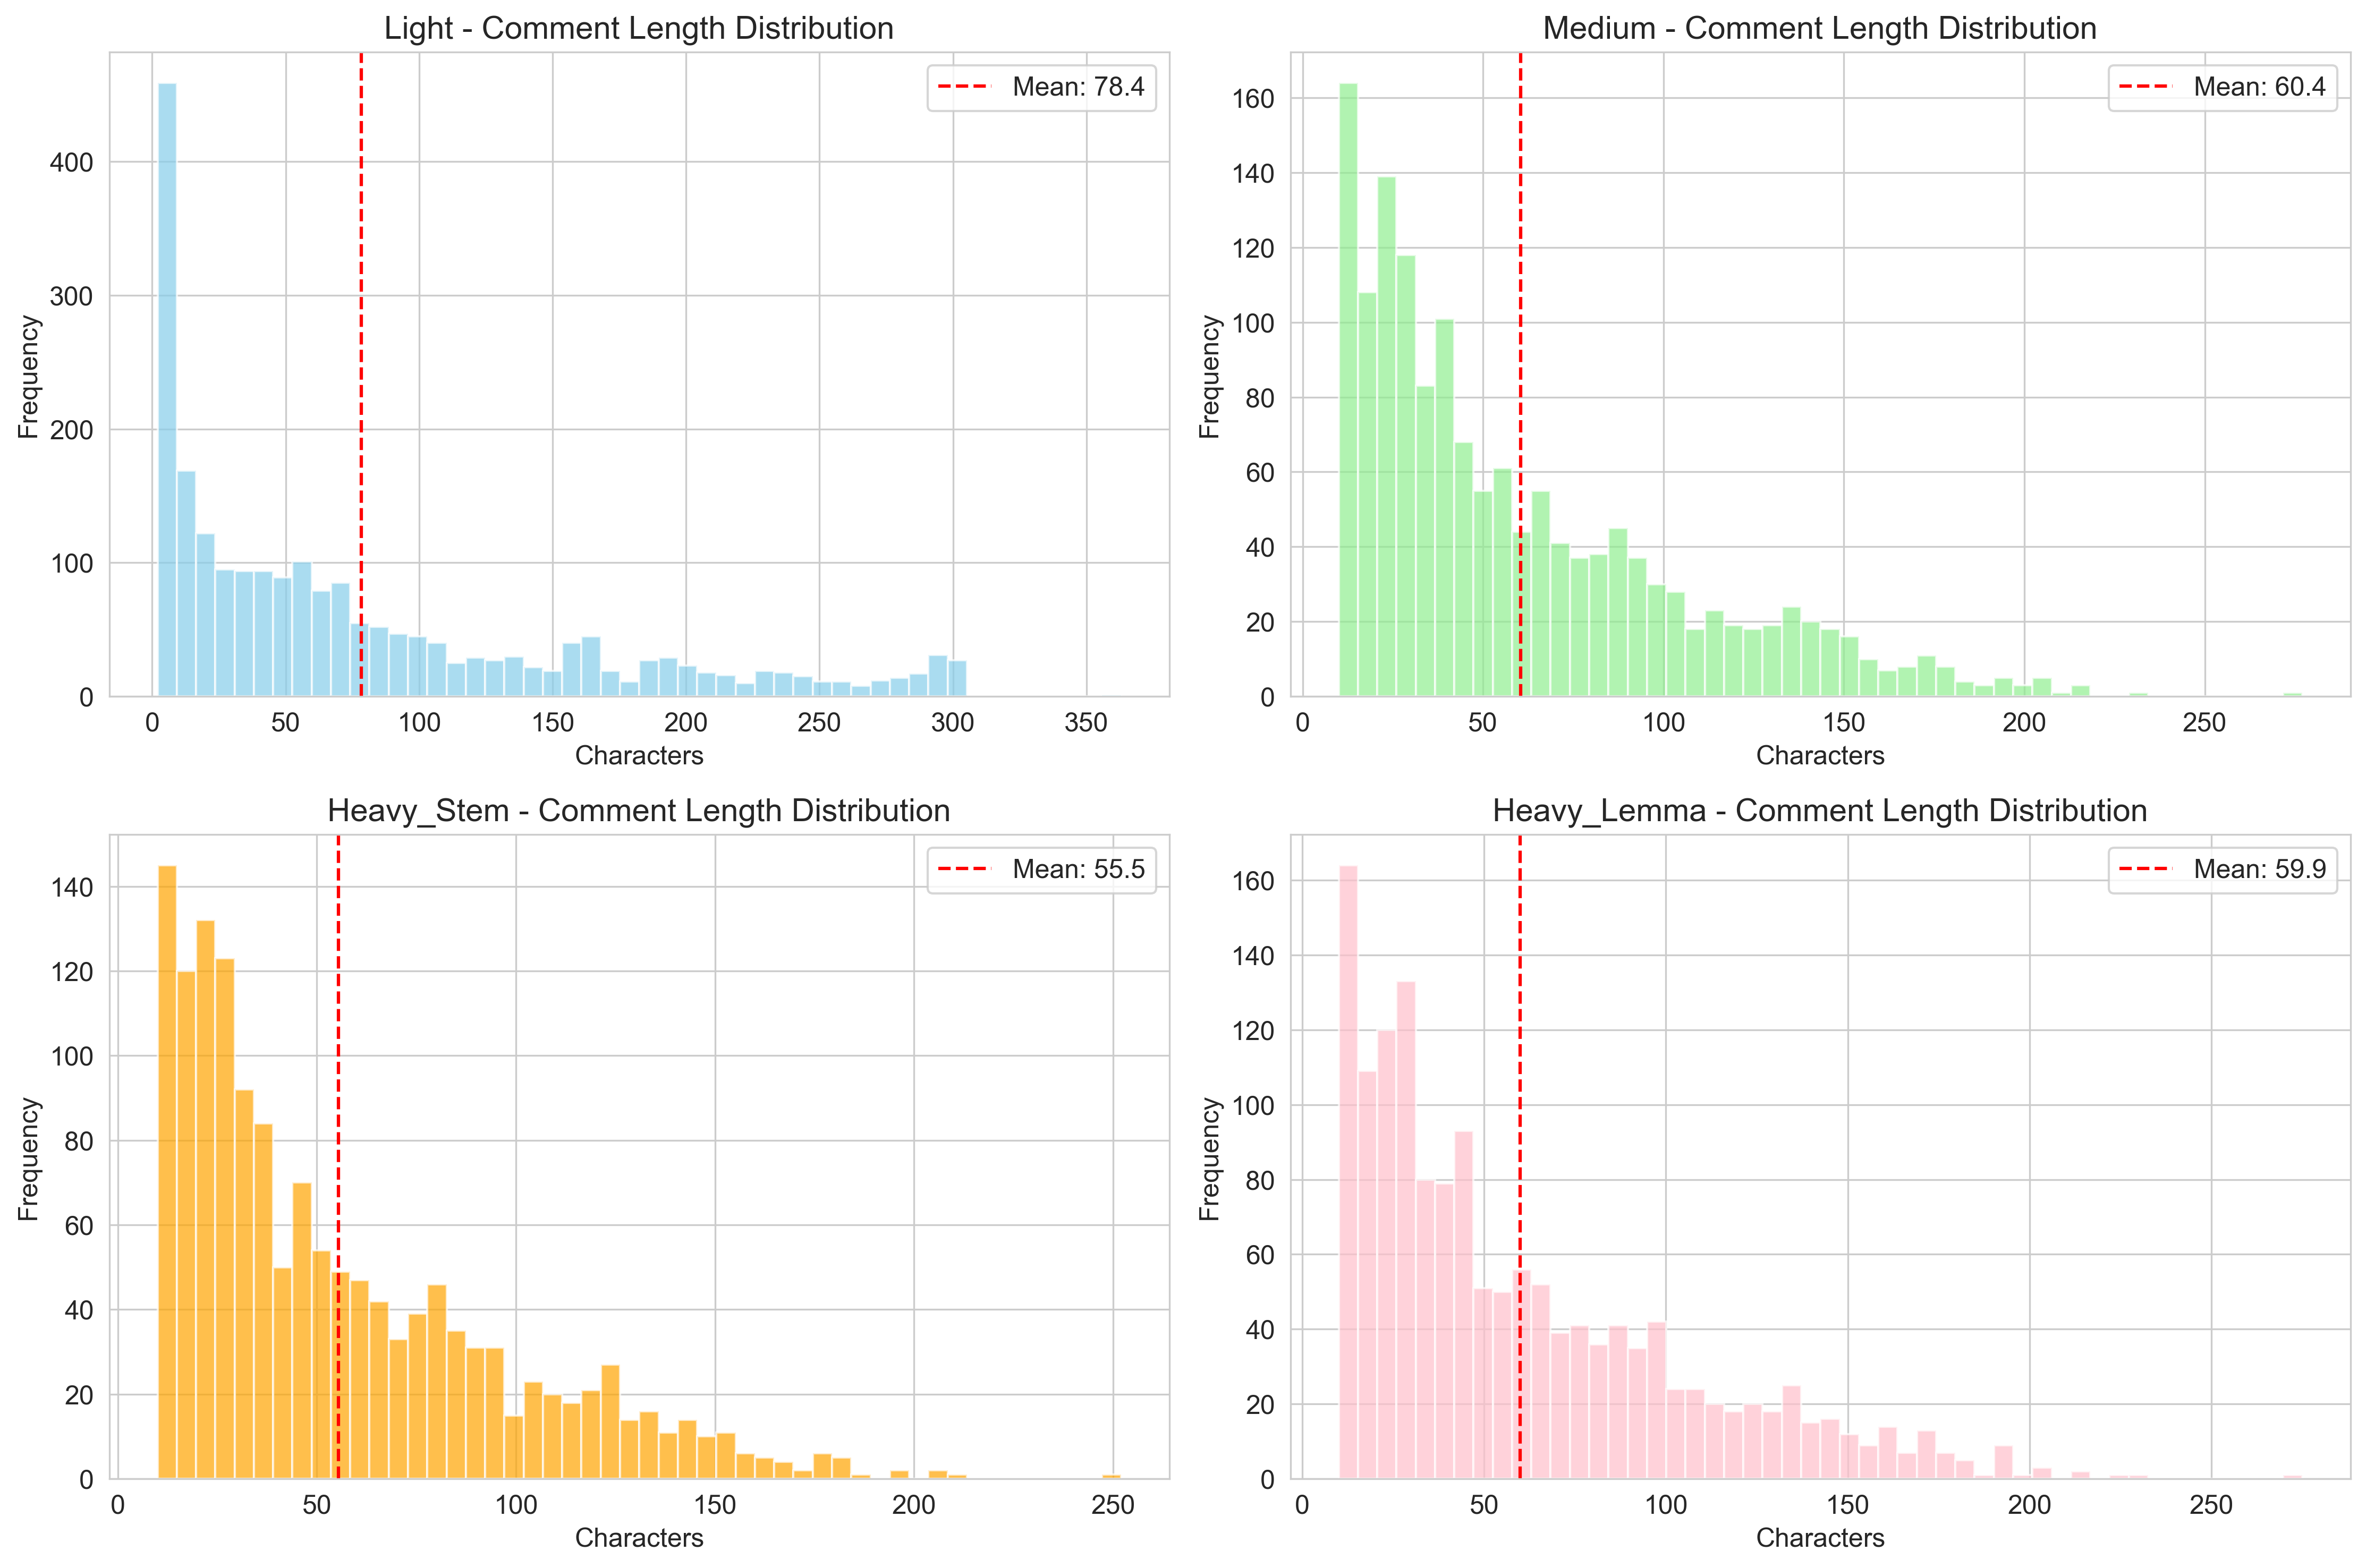 Light - Comment Length Distribution
Mean: 78.4
Frequency
400
300
200
100
0
0 50 100 150 200 250 300 350
Characters
Medium - Comment Length Distribution
Mean: 60.4
Frequency
160
140
120
100
80
60
40
20
0
0 50 100 150 200 250
Characters
Heavy_Stem - Comment Length Distribution
Mean: 55.5
Frequency
140
120
100
80
60
40
20
0
0 50 100 150 200 250
Characters
Heavy_Lemma - Comment Length Distribution
Mean: 59.9
Frequency
160
140
120
100
80
60
40
20
0
0 50 100 150 200 250
Characters